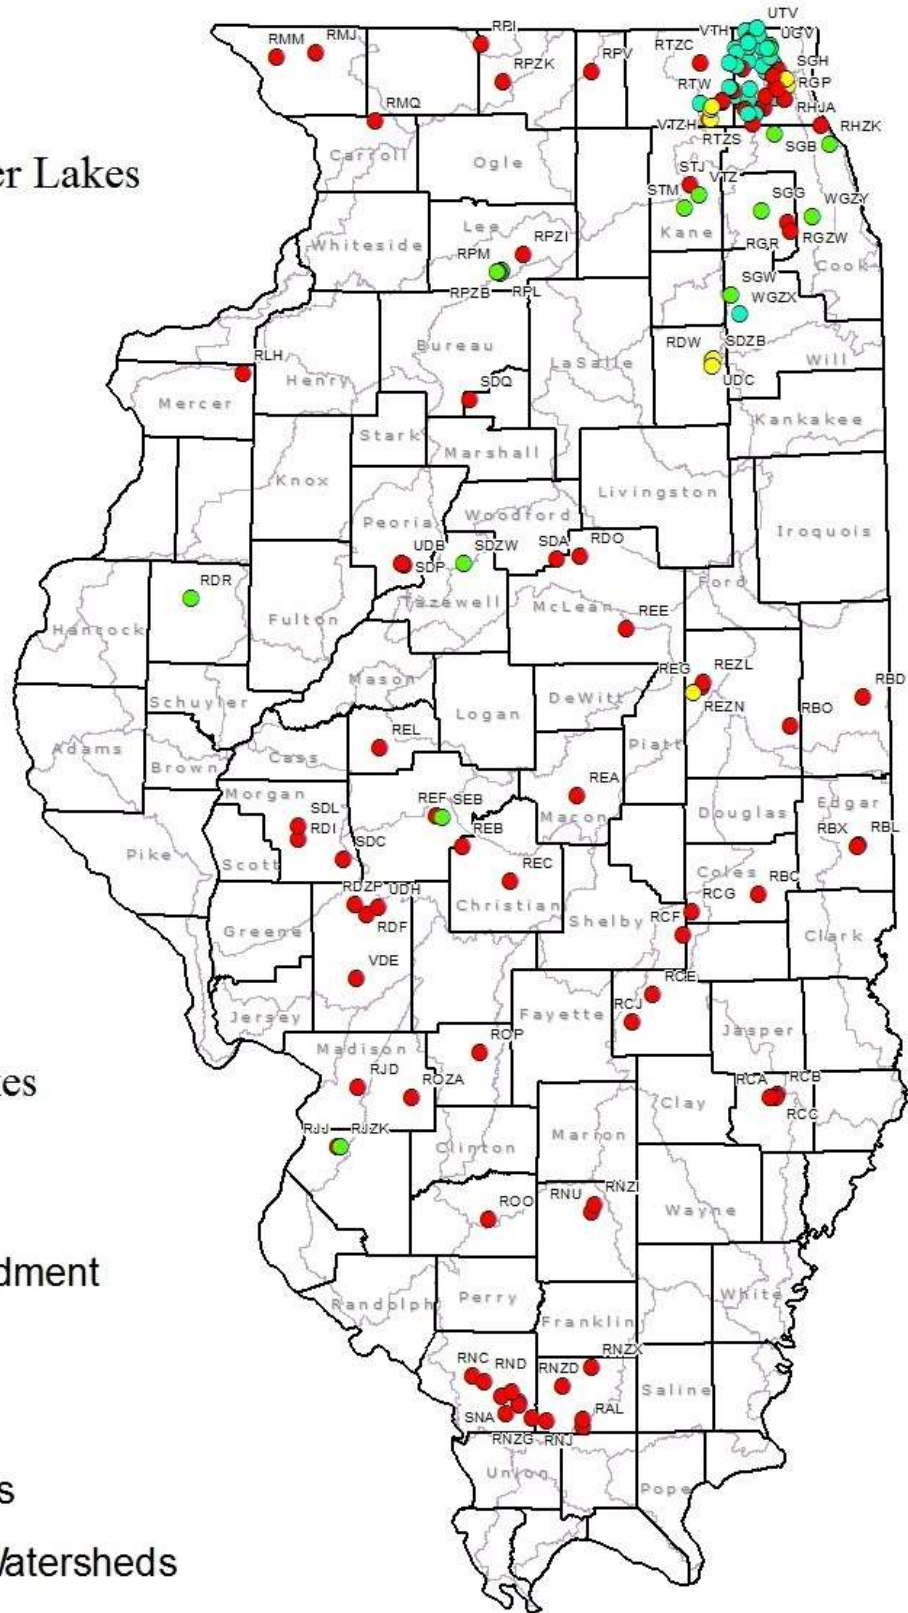 UTV
VTH
UGV
RPJ
RMM
RMJ
RTZC
RPV
RPZK
SGH
RTW
RGP
RMQ
RHJA
VTZH
RHZK
RTZS
SGB
er Lakes
Carroll
Ogle
STJ
VTZ
STM
SGG
WGZY
Kane
Lee
Whiteside
RPM
RPZI
RGR
RGZW
Cook
SGW
RPZB
RPL
WGZX
Bureau
RDW
SDZB
RLH
LaSalle
Will
Henry
SDQ
UDC
Mercer
Kankakee
Stark
Marshall
Knox
Livingston
Woodford
Peoria
Iroquois
UDB
SDZW
SDA
RDO
SDP
RDR
Ford
Tazewell
McLean
REE
Fulton
Hancock
REG
REZL
Mason
RBD
DeWitt
Schuyler
REZN
RBO
Logan
REL
Adams
Piatt
Cass
Brown
REA
Morgan
REF
SEB
Edgar
SDL
Douglas
Macon
RDI
REB
RBX
RBL
Pike
SDC
Scott
REC
Coles
RBC
RDZP
UDH
RCG
Christian
RCF
Shelby
RDF
Greene
Clark
VDE
RCE
RCJ
Jersey
Fayette
Jasper
ROP
Madison
RJD
RCA
RCB
kes
ROZA
Clay
RCC
RJJ
RJZK
Marion
Clinton
RNU
RNZI
ROO
Wayne
dment
White
Randolph
Perry
Franklin
RNZX
RNC
RND
RNZD
Saline
SNA
RAL
RNZG
RNJ
Union
Pope
s
Watersheds